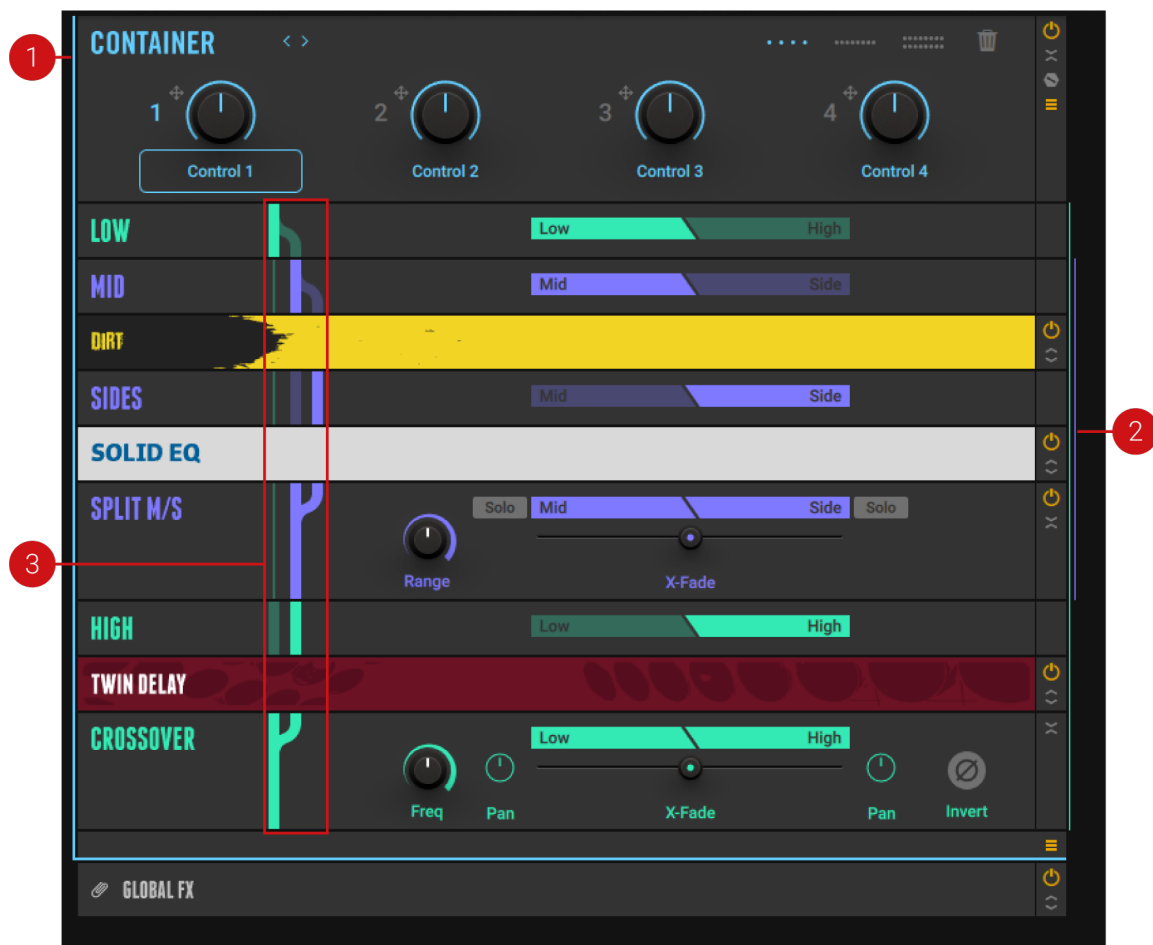 CONTAINER < >
1
1 2 3 4
Control 1 Control 2 Control 3 Control 4
LOW Low High
MID Mid Side
DIRT
SIDES Mid Side
2
SOLID EQ
SPLIT M/S Solo Mid Side Solo
3
Range X-Fade
HIGH Low High
TWIN DELAY
CROSSOVER Low High
Freq Pan X-Fade Pan Invert
GLOBAL FX